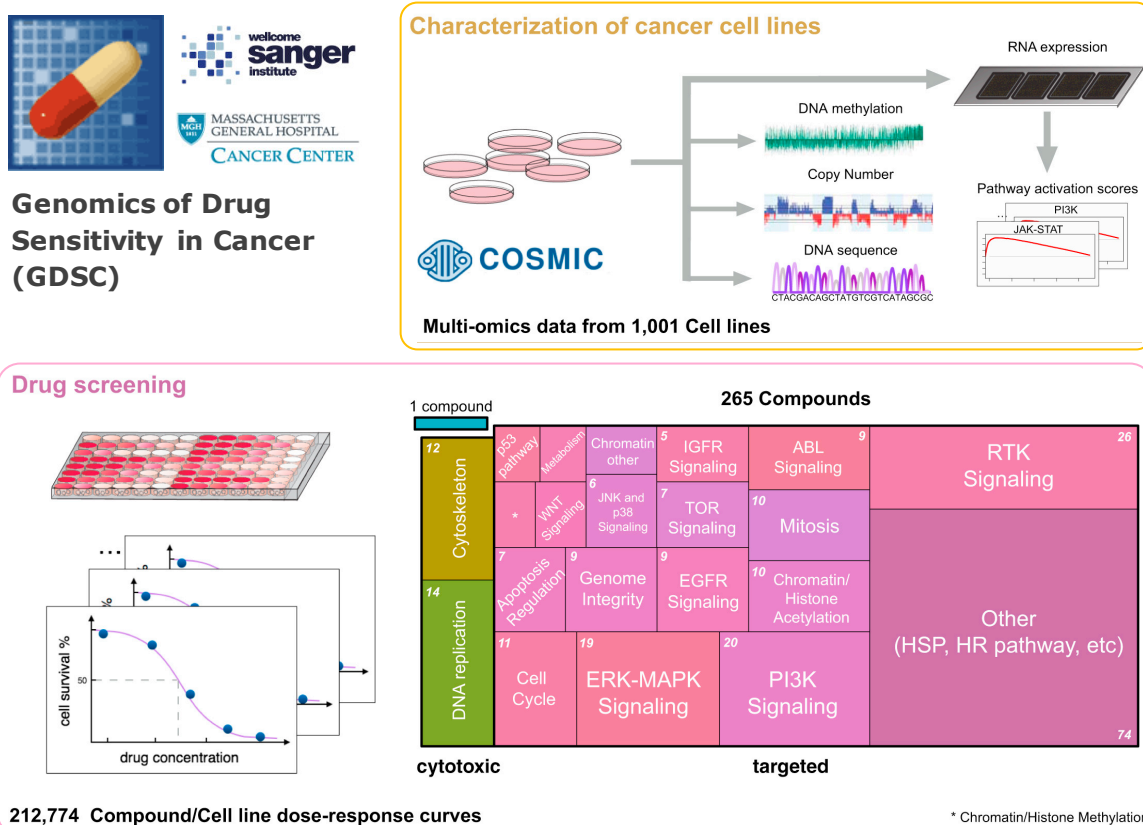 wellcome
sanger
institute
MGH
1811
MASSACHUSETTS
GENERAL HOSPITAL
CANCER CENTER
Genomics of Drug
Sensitivity in Cancer
(GDSC)
Characterization of cancer cell lines
RNA expression
DNA methylation
Copy Number
DNA sequence
CTACGACAGCTATGTCGTCATAGCGC
Pathway activation scores
...
PI3K
JAK-STAT
COSMIC
Multi-omics data from 1,001 Cell lines
Drug screening
...
%
%
cell survival %
50
drug concentration
212,774 Compound/Cell line dose-response curves
1 compound
265 Compounds
12
Cytoskeleton
14
DNA replication
p53
pathway
Metabolism
Chromatin
other
5
IGFR
Signaling
ABL
Signaling
9
RTK
Signaling
26
*
WNT
Signaling
6
JNK and
p38
Signaling
7
TOR
Signaling
10
Mitosis
7
Apoptosis
Regulation
9
Genome
Integrity
9
EGFR
Signaling
10
Chromatin/
Histone
Acetylation
Other
(HSP, HR pathway, etc)
74
11
Cell
Cycle
19
ERK-MAPK
Signaling
20
PI3K
Signaling
cytotoxic
targeted
* Chromatin/Histone Methylation